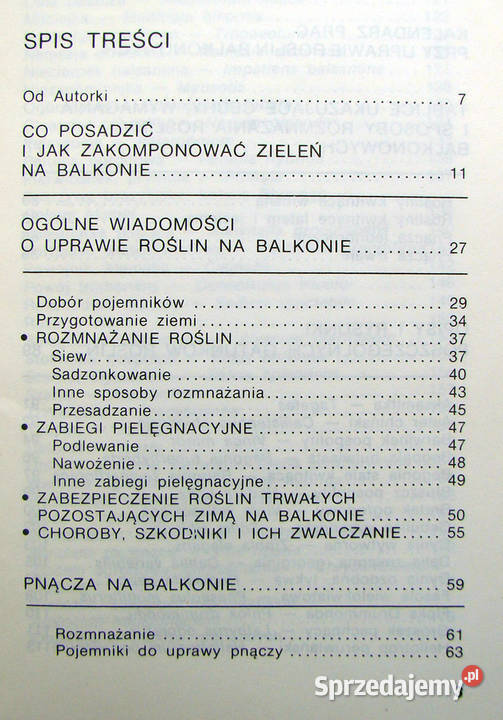 SPIS TREŚCI
Od Autorki 7
CO POSADZIĆ
I JAK ZAKOMPONOWAĆ ZIELEŃ
NA BALKONIE 11
OGÓLNE WIADOMOŚCI
O UPRAWIE ROŚLIN NA BALKONIE 27
Dobór pojemników 29
Przygotowanie ziemi 34
• ROZMNAŻANIE ROŚLIN 37
Siew 37
Sadzonkowanie 40
Inne sposoby rozmnażania 43
Przesadzanie 45
• ZABIEGI PIELĘGNACYJNE 47
Podlewanie 47
Nawożenie 48
Inne zabiegi pielęgnacyjne 49
• ZABEZPIECZENIE ROŚLIN TRWAŁYCH
POZOSTAJĄCYCH ZIMĄ NA BALKONIE 50
• CHOROBY, SZKODNIKI I ICH ZWALCZANIE 55
PNĄCZA NA BALKONIE 59
Rozmnażanie 61
Pojemniki do uprawy pnączy 63
Sprzedajemy.pl